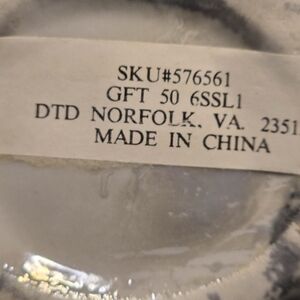 SKU#576561
GFT 50 6SSL1
DTD NORFOLK, VA. 2351
MADE IN CHINA